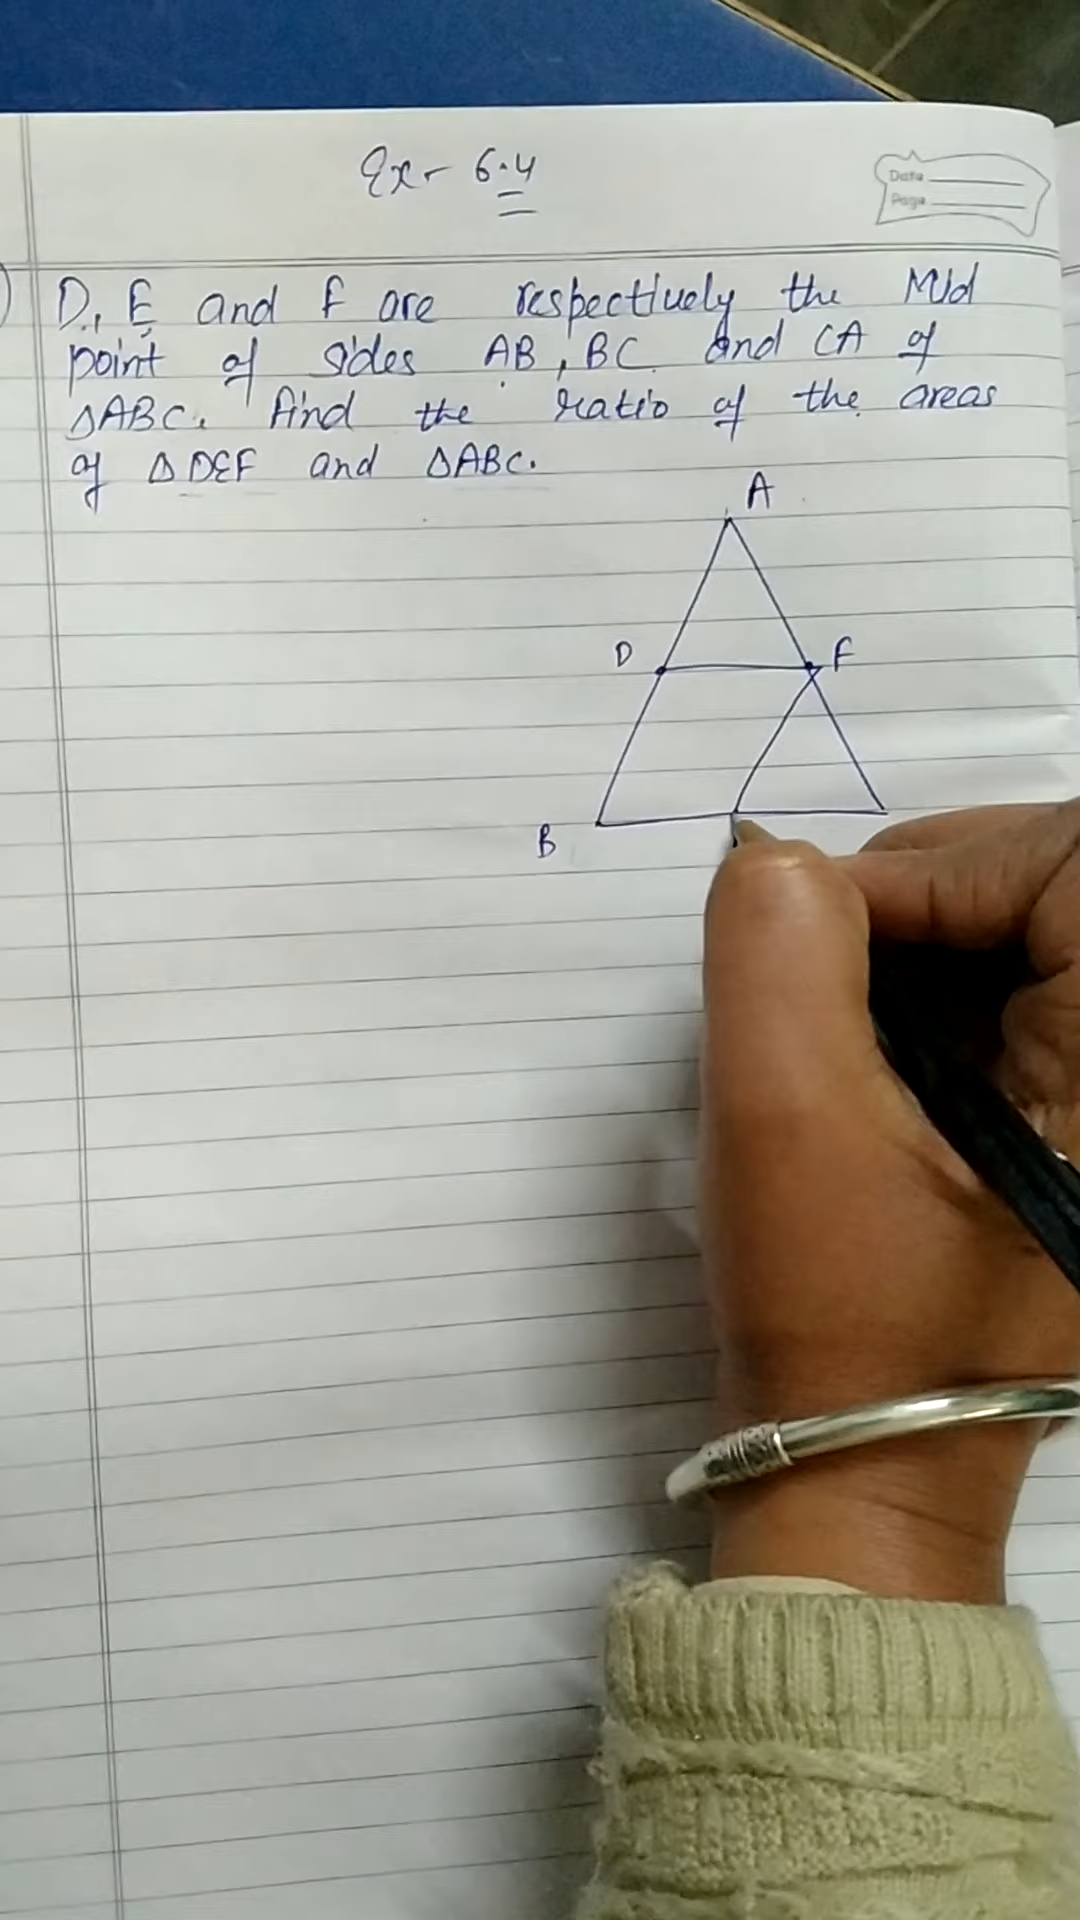 Ex- 6.4
Date
Page
D, E and F are respectively the Mid
point of sides AB, BC and CA of
ΔABC. find the ratio of the areas
of ΔDEF and ΔABC.
A
D
F
B